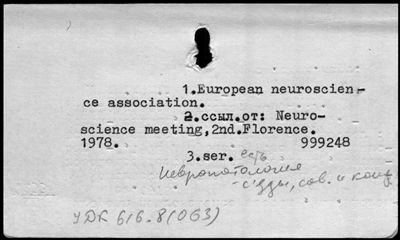 1.European neuroscien-
ce association.
2.ссыл.от: Neuro-
science meeting,2nd.Florence.
1978. 999248
3.ser. есть
Невропатология
- съезды, сов. и конф.
УДК 616.8(063)